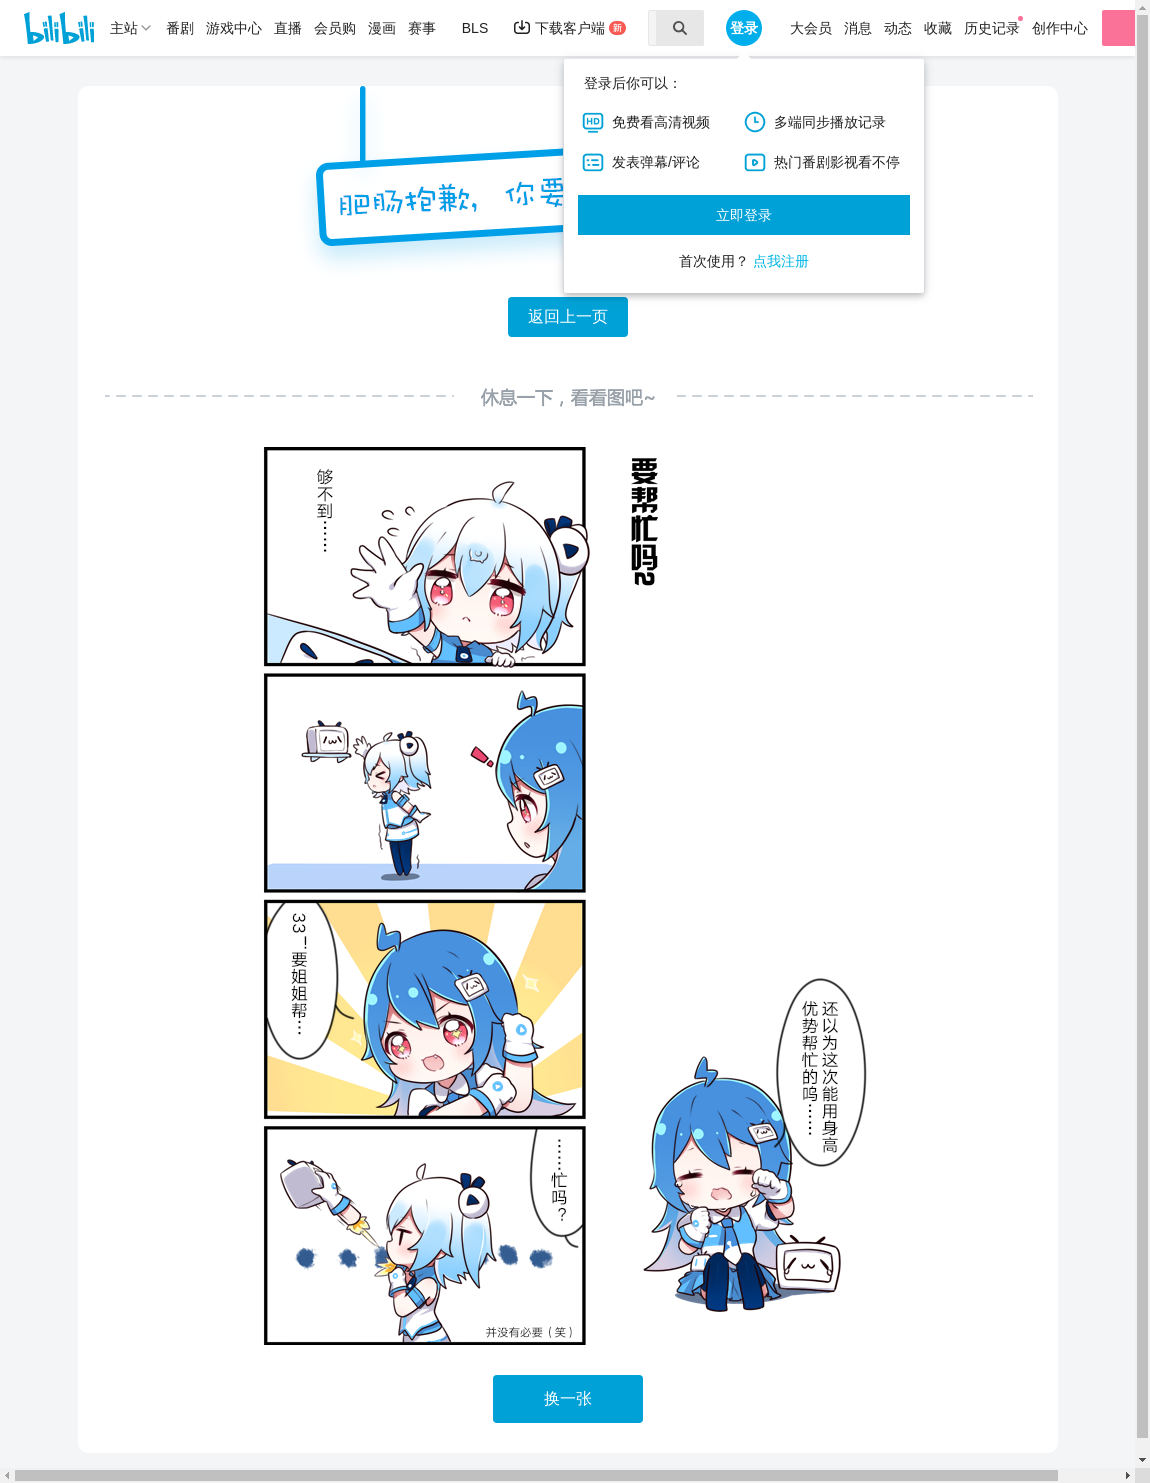 bilibili
主站
番剧
游戏中心
直播
会员购
漫画
赛事
BLS
下载客户端
新
登录
大会员
消息
动态
收藏
历史记录
创作中心
登录后你可以：
HD
免费看高清视频
多端同步播放记录
发表弹幕/评论
热门番剧影视看不停
立即登录
首次使用？ 点我注册
肥肠抱歉，你要
返回上一页
休息一下，看看图吧~
够不到……
要帮忙吗?
33！要姐姐帮…
……忙吗？
并没有必要（笑）
还以为这次能用身高
优势帮忙的呜……
换一张